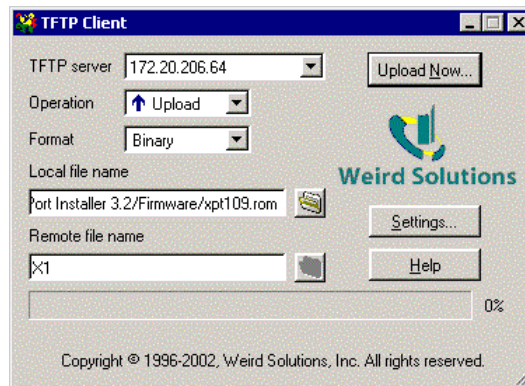 TFTP Client
TFTP server 172.20.206.64 Upload Now...
Operation Upload
Format Binary
Weird Solutions
Local file name
Port Installer 3.2/Firmware/xpt109.rom
Settings...
Remote file name
X1
Help
0%
Copyright © 1996-2002, Weird Solutions, Inc. All rights reserved.